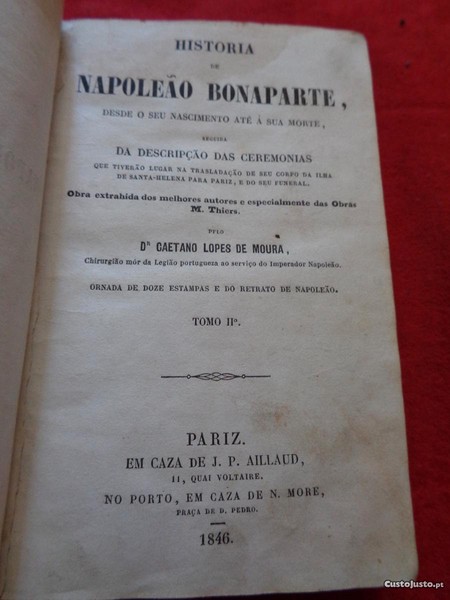 HISTORIA
DE
NAPOLEÃO BONAPARTE,
DESDE O SEU NASCIMENTO ATÉ Á SUA MORTE,
SEGUIDA
DA DESCRIPÇÃO DAS CEREMONIAS
QUE TIVERÃO LUGAR NA TRASLADAÇÃO DE SEU CORPO DA ILHA
DE SANTA-HELENA PARA PARIZ, E DO SEU FUNERAL.
Obra extrahida dos melhores autores e especialmente das Obras
M. Thiers.
PELO
Dr CAETANO LOPES DE MOURA,
Chirurgião mór da Legião portugueza ao serviço do Imperador Napoleão.
ORNADA DE DOZE ESTAMPAS E DO RETRATO DE NAPOLEÃO.
TOMO IIº.
PARIZ.
EM CAZA DE J. P. AILLAUD,
11, QUAI VOLTAIRE.
NO PORTO, EM CAZA DE N. MORE,
PRAÇA DE D. PEDRO.
1846.
CustoJusto.pt